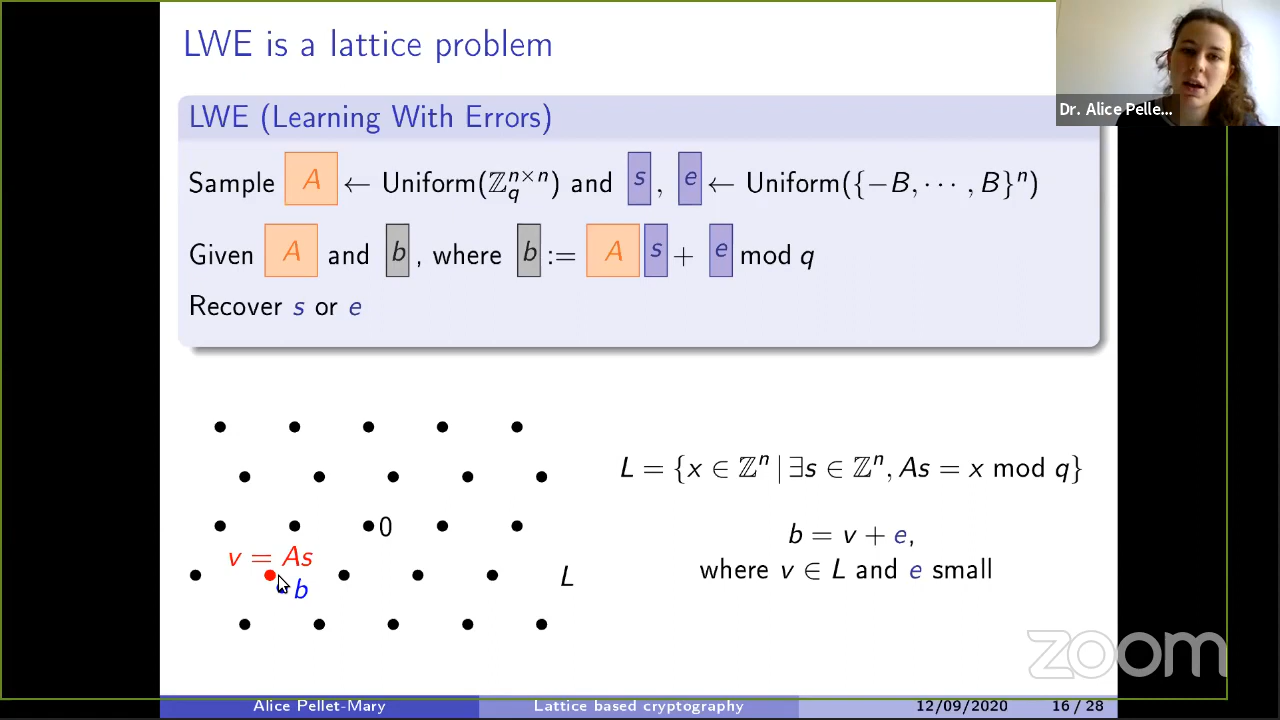 LWE is a lattice problem
LWE (Learning With Errors)
Dr. Alice Pelle...
Sample A ← Uniform(ℤ_q^{n×n}) and s, e ← Uniform({−B, ⋯ , B}^n)
Given A and b, where b := A s + e mod q
Recover s or e
L = {x ∈ ℤ^n | ∃s ∈ ℤ^n, As = x mod q}
0
b = v + e,
v = As
where v ∈ L and e small
L
b
zoom
Alice Pellet-Mary Lattice based cryptography 12/09/2020 16 / 28